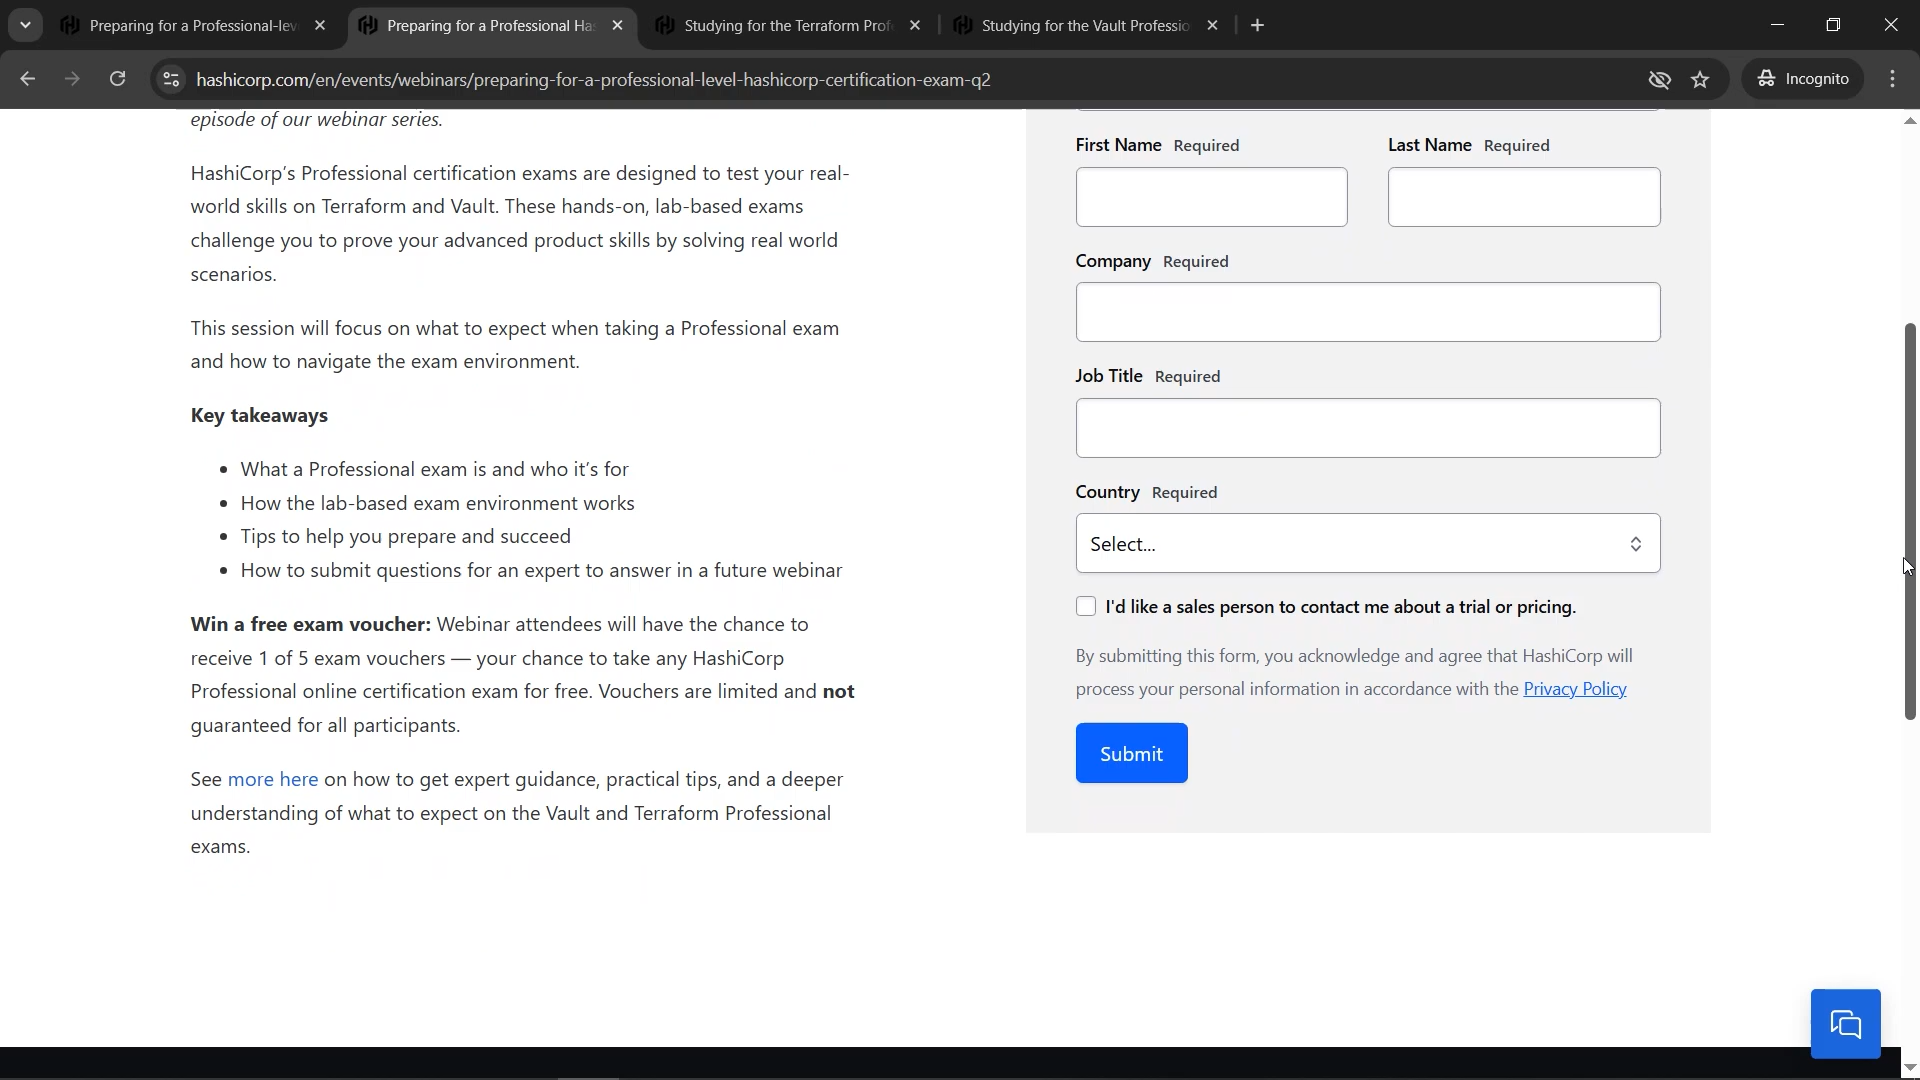 Preparing for a Professional-lev
Preparing for a Professional Ha
Studying for the Terraform Prof
Studying for the Vault Professio
hashicorp.com/en/events/webinars/preparing-for-a-professional-level-hashicorp-certification-exam-q2
Incognito
episode of our webinar series.
HashiCorp's Professional certification exams are designed to test your real-
world skills on Terraform and Vault. These hands-on, lab-based exams
challenge you to prove your advanced product skills by solving real world
scenarios.
This session will focus on what to expect when taking a Professional exam
and how to navigate the exam environment.
Key takeaways
• What a Professional exam is and who it's for
• How the lab-based exam environment works
• Tips to help you prepare and succeed
• How to submit questions for an expert to answer in a future webinar
Win a free exam voucher: Webinar attendees will have the chance to
receive 1 of 5 exam vouchers — your chance to take any HashiCorp
Professional online certification exam for free. Vouchers are limited and not
guaranteed for all participants.
See more here on how to get expert guidance, practical tips, and a deeper
understanding of what to expect on the Vault and Terraform Professional
exams.
First Name Required
Last Name Required
Company Required
Job Title Required
Country Required
Select...
I'd like a sales person to contact me about a trial or pricing.
By submitting this form, you acknowledge and agree that HashiCorp will
process your personal information in accordance with the Privacy Policy
Submit